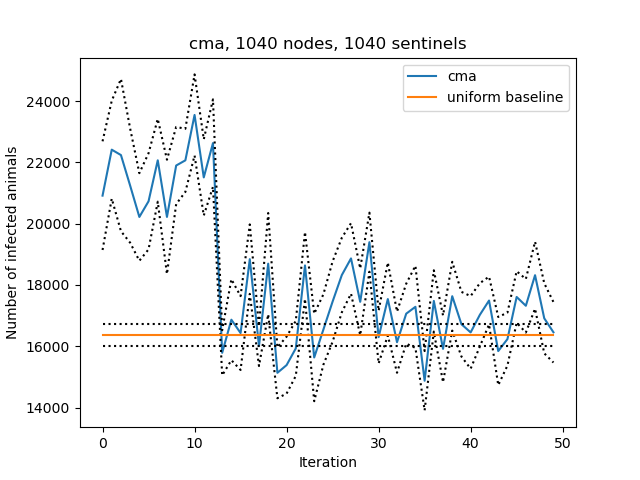 cma, 1040 nodes, 1040 sentinels
cma
uniform baseline
Number of infected animals
24000
22000
20000
18000
16000
14000
0 10 20 30 40 50
Iteration